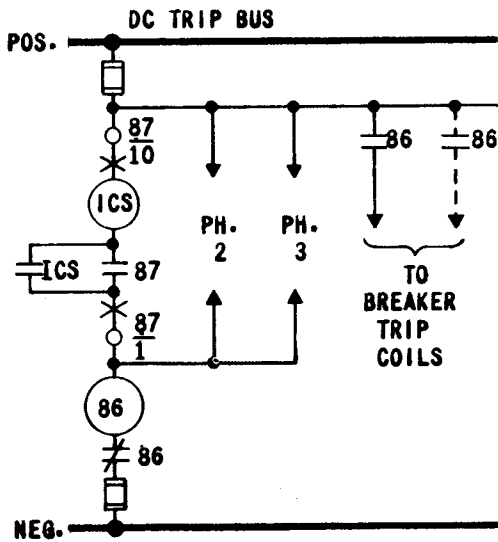 DC TRIP BUS
POS.
87
10
86
86
ICS
PH.
2
PH.
3
ICS
87
TO
BREAKER
TRIP
COILS
87
1
86
86
NEG.